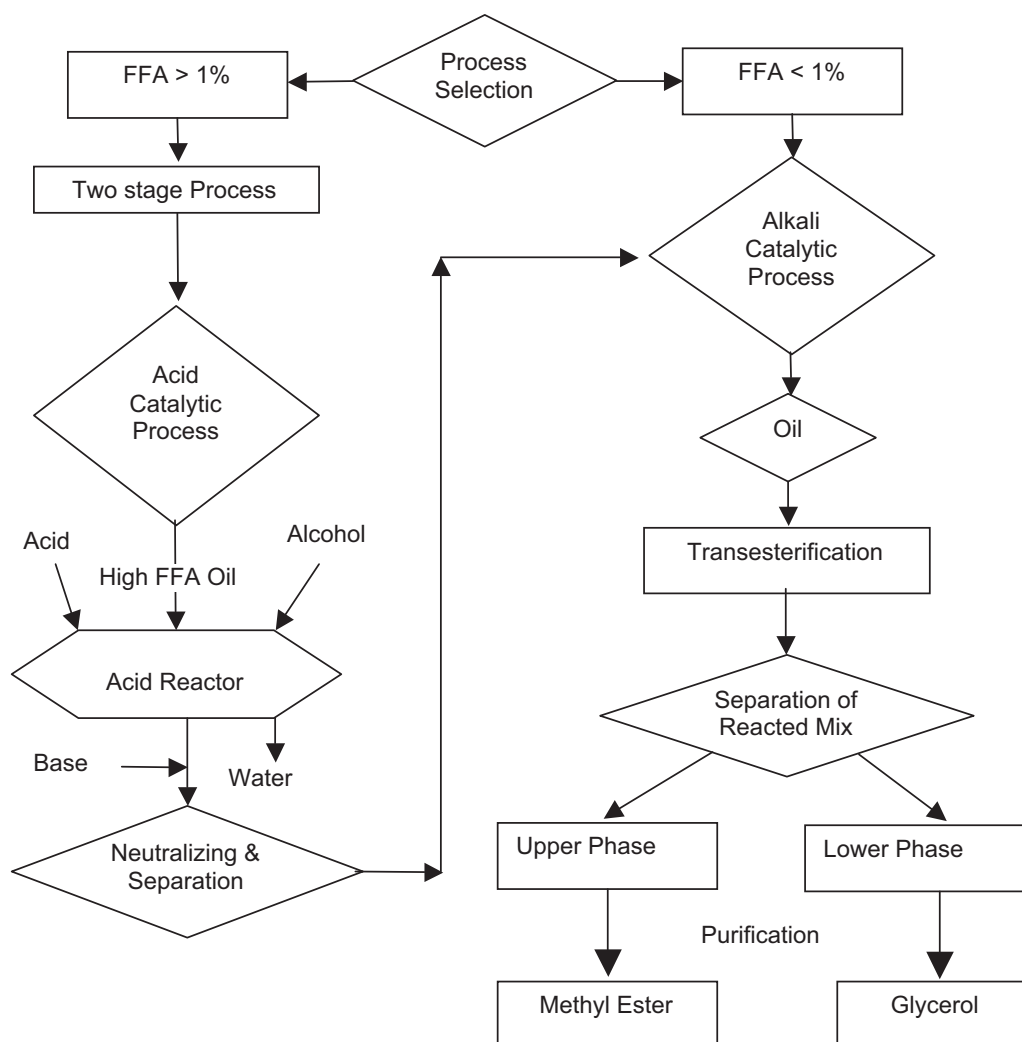 FFA > 1%
Process
Selection
FFA < 1%
Two stage Process
Alkali
Catalytic
Process
Acid
Catalytic
Process
Oil
Acid
Alcohol
High FFA Oil
Transesterification
Acid Reactor
Separation of
Reacted Mix
Base
Water
Neutralizing &
Separation
Upper Phase
Lower Phase
Purification
Methyl Ester
Glycerol